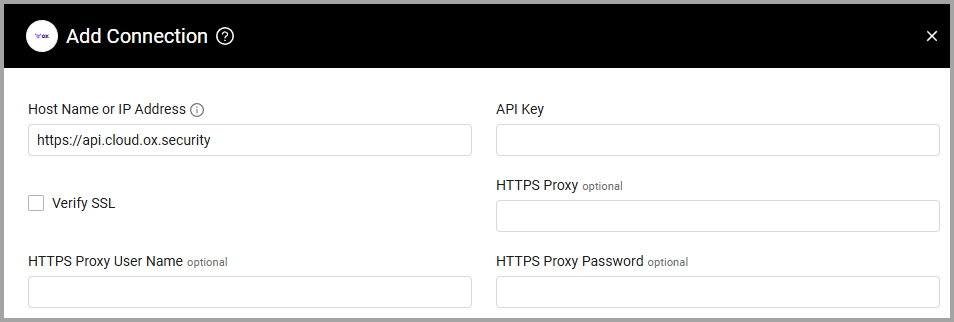 OX Add Connection ?
Host Name or IP Address
API Key
https://api.cloud.ox.security
Verify SSL
HTTPS Proxy optional
HTTPS Proxy User Name optional
HTTPS Proxy Password optional